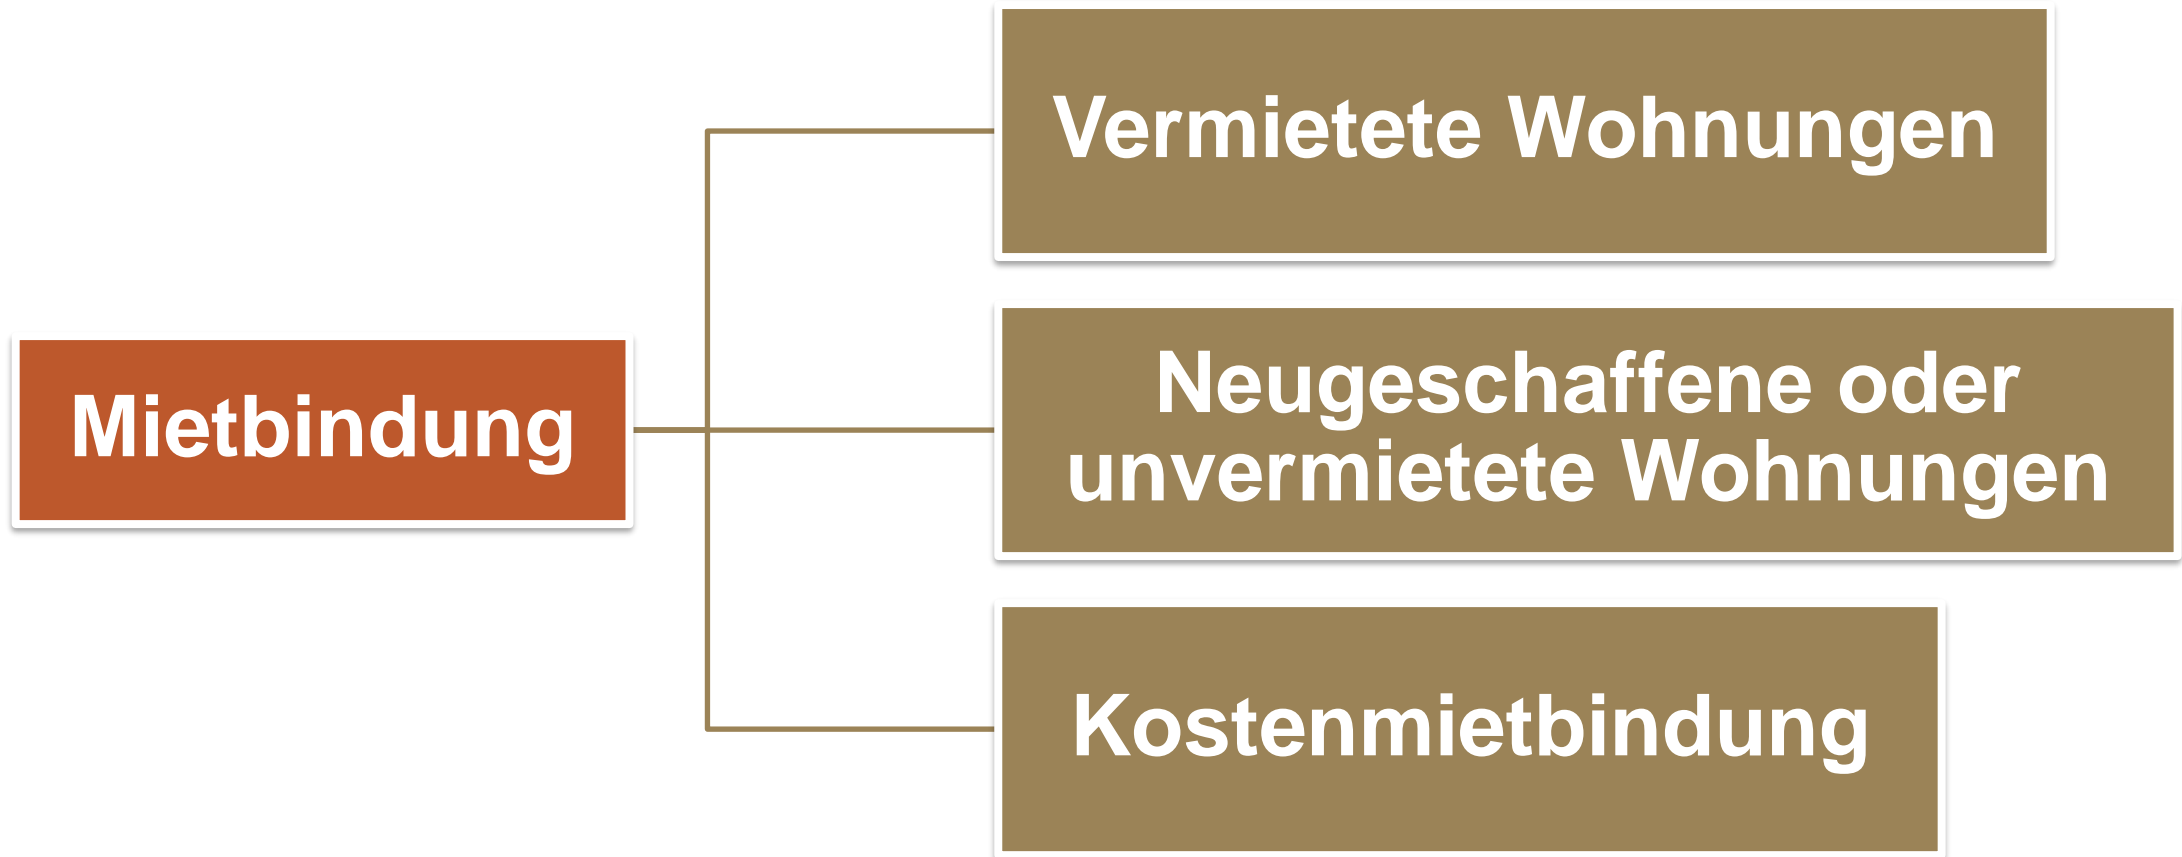 Mietbindung
Vermietete Wohnungen
Neugeschaffene oder
unvermietete Wohnungen
Kostenmietbindung